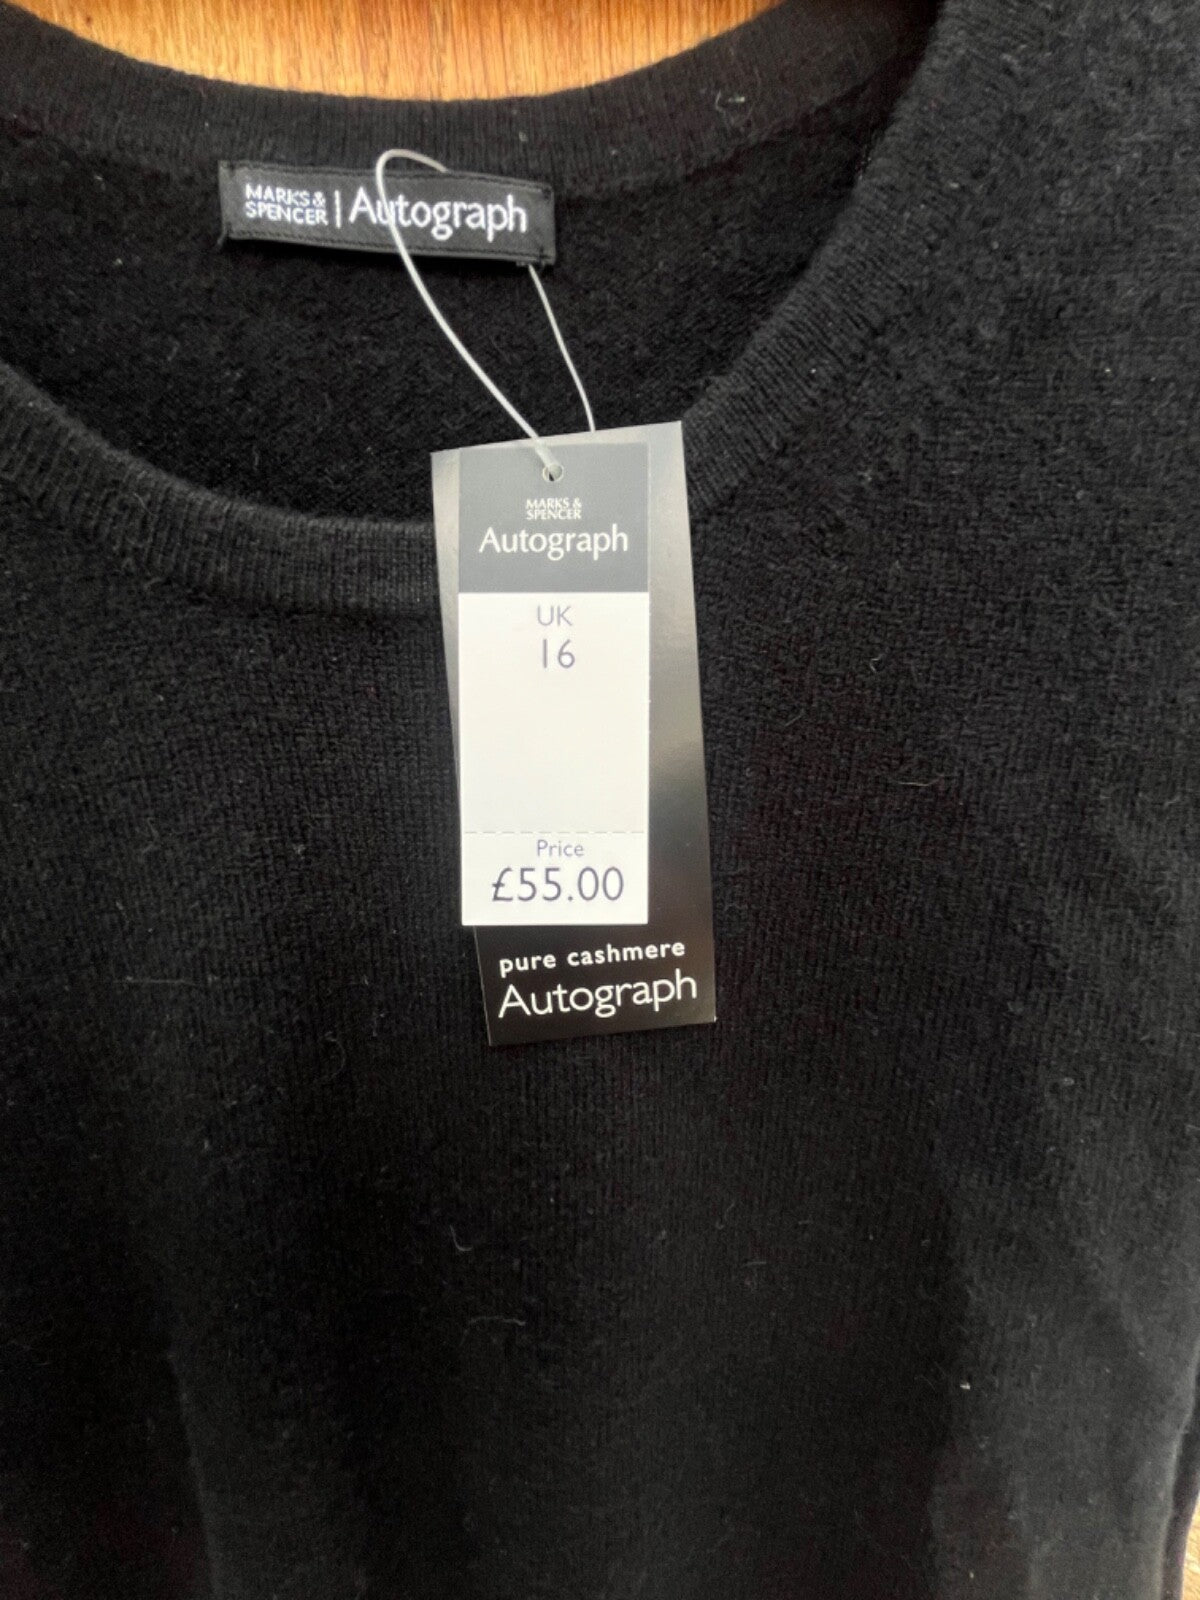 MARKS &
SPENCER | Autograph
MARKS &
SPENCER
Autograph
UK
16
Price
£55.00
pure cashmere
Autograph